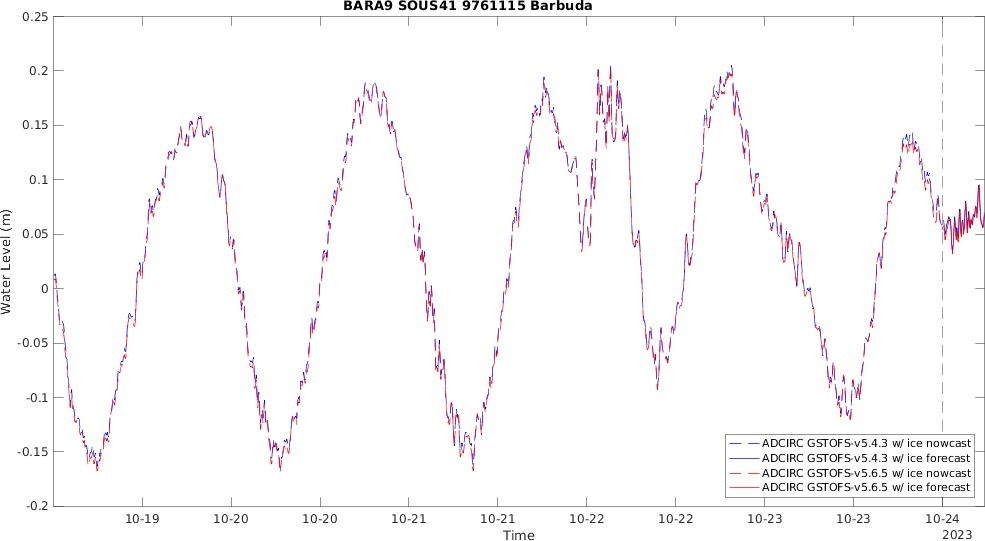 BARA9 SOUS41 9761115 Barbuda
Water Level (m)
0.25
0.2
0.15
0.1
0.05
0
-0.05
-0.1
-0.15
-0.2
10-19 10-20 10-20 10-21 10-21 10-22 10-22 10-23 10-23 10-24
2023
Time
ADCIRC GSTOFS-v5.4.3 w/ ice nowcast
ADCIRC GSTOFS-v5.4.3 w/ ice forecast
ADCIRC GSTOFS-v5.6.5 w/ ice nowcast
ADCIRC GSTOFS-v5.6.5 w/ ice forecast